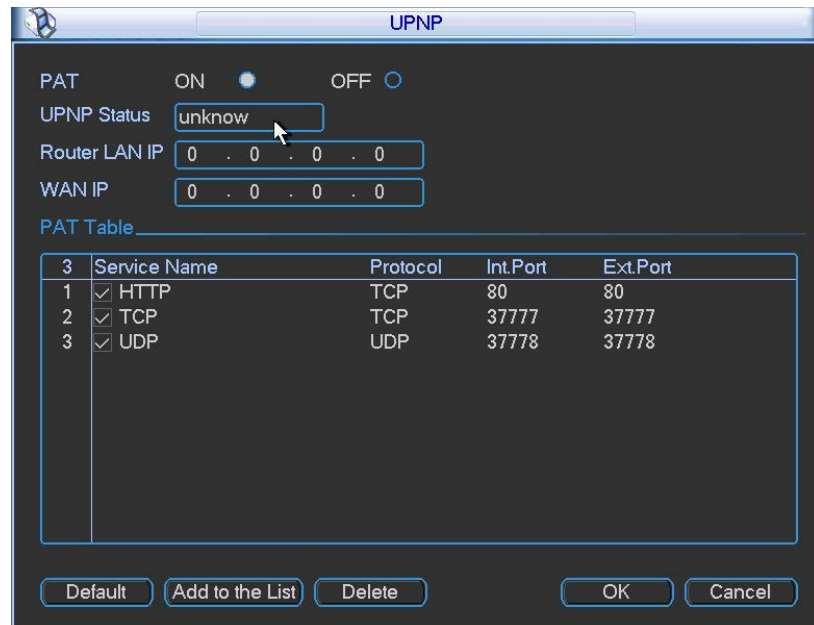 UPNP
PAT ON OFF
UPNP Status unknow
Router LAN IP 0 . 0 . 0 . 0
WAN IP 0 . 0 . 0 . 0
PAT Table
3 Service Name Protocol Int.Port Ext.Port
1 HTTP TCP 80 80
2 TCP TCP 37777 37777
3 UDP UDP 37778 37778
Default Add to the List Delete OK Cancel